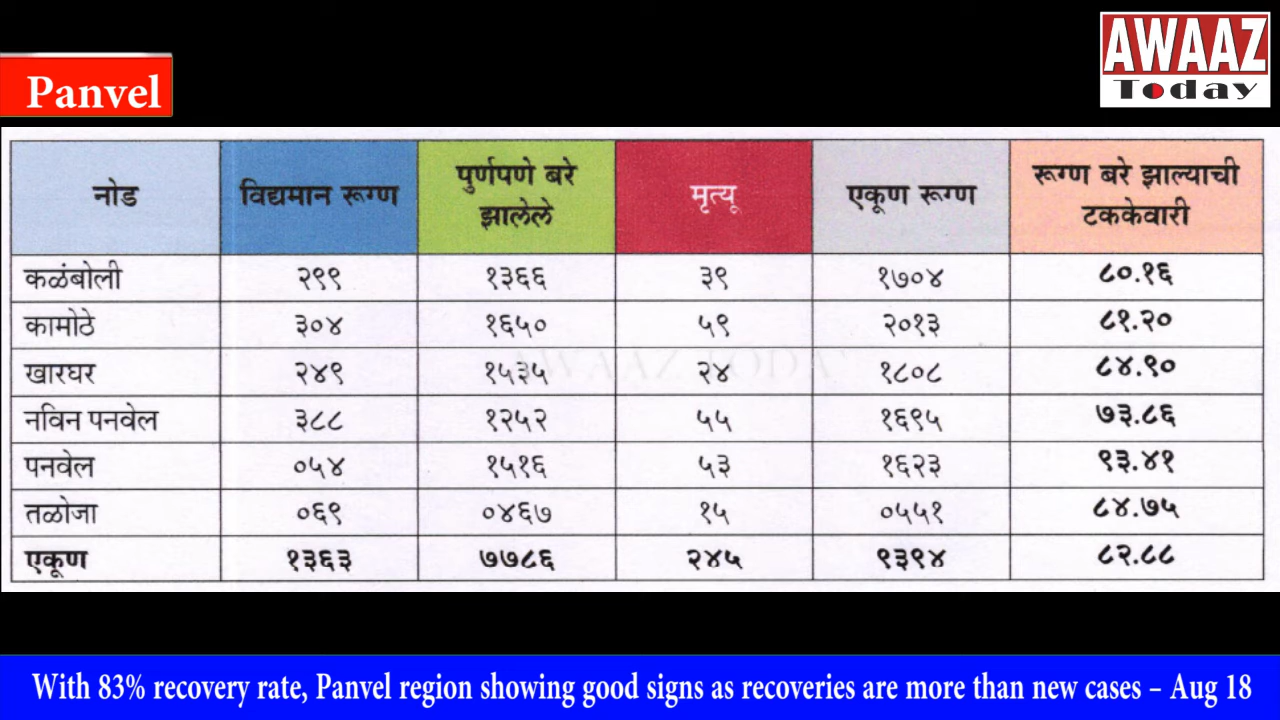 AWAAZ
Today
Panvel
नोड विद्यमान रूग्ण पुर्णपणे बरे झालेले मृत्यू एकूण रूग्ण रूग्ण बरे झाल्याची टक्केवारी
कळंबोली २९९ १३६६ ३९ १७०४ ८०.१६
कामोठे ३०४ १६५० ५९ २०१३ ८१.२०
खारघर २४९ १५३५ २४ १८०८ ८४.९०
नविन पनवेल ३८८ १२५२ ५५ १६९५ ७३.८६
पनवेल ०५४ १५१६ ५३ १६२३ ९३.४१
तळोजा ०६९ ०४६७ १५ ०५५१ ८४.७५
एकूण १३६३ ७७८६ २४५ ९३९४ ८२.८८
With 83% recovery rate, Panvel region showing good signs as recoveries are more than new cases – Aug 18